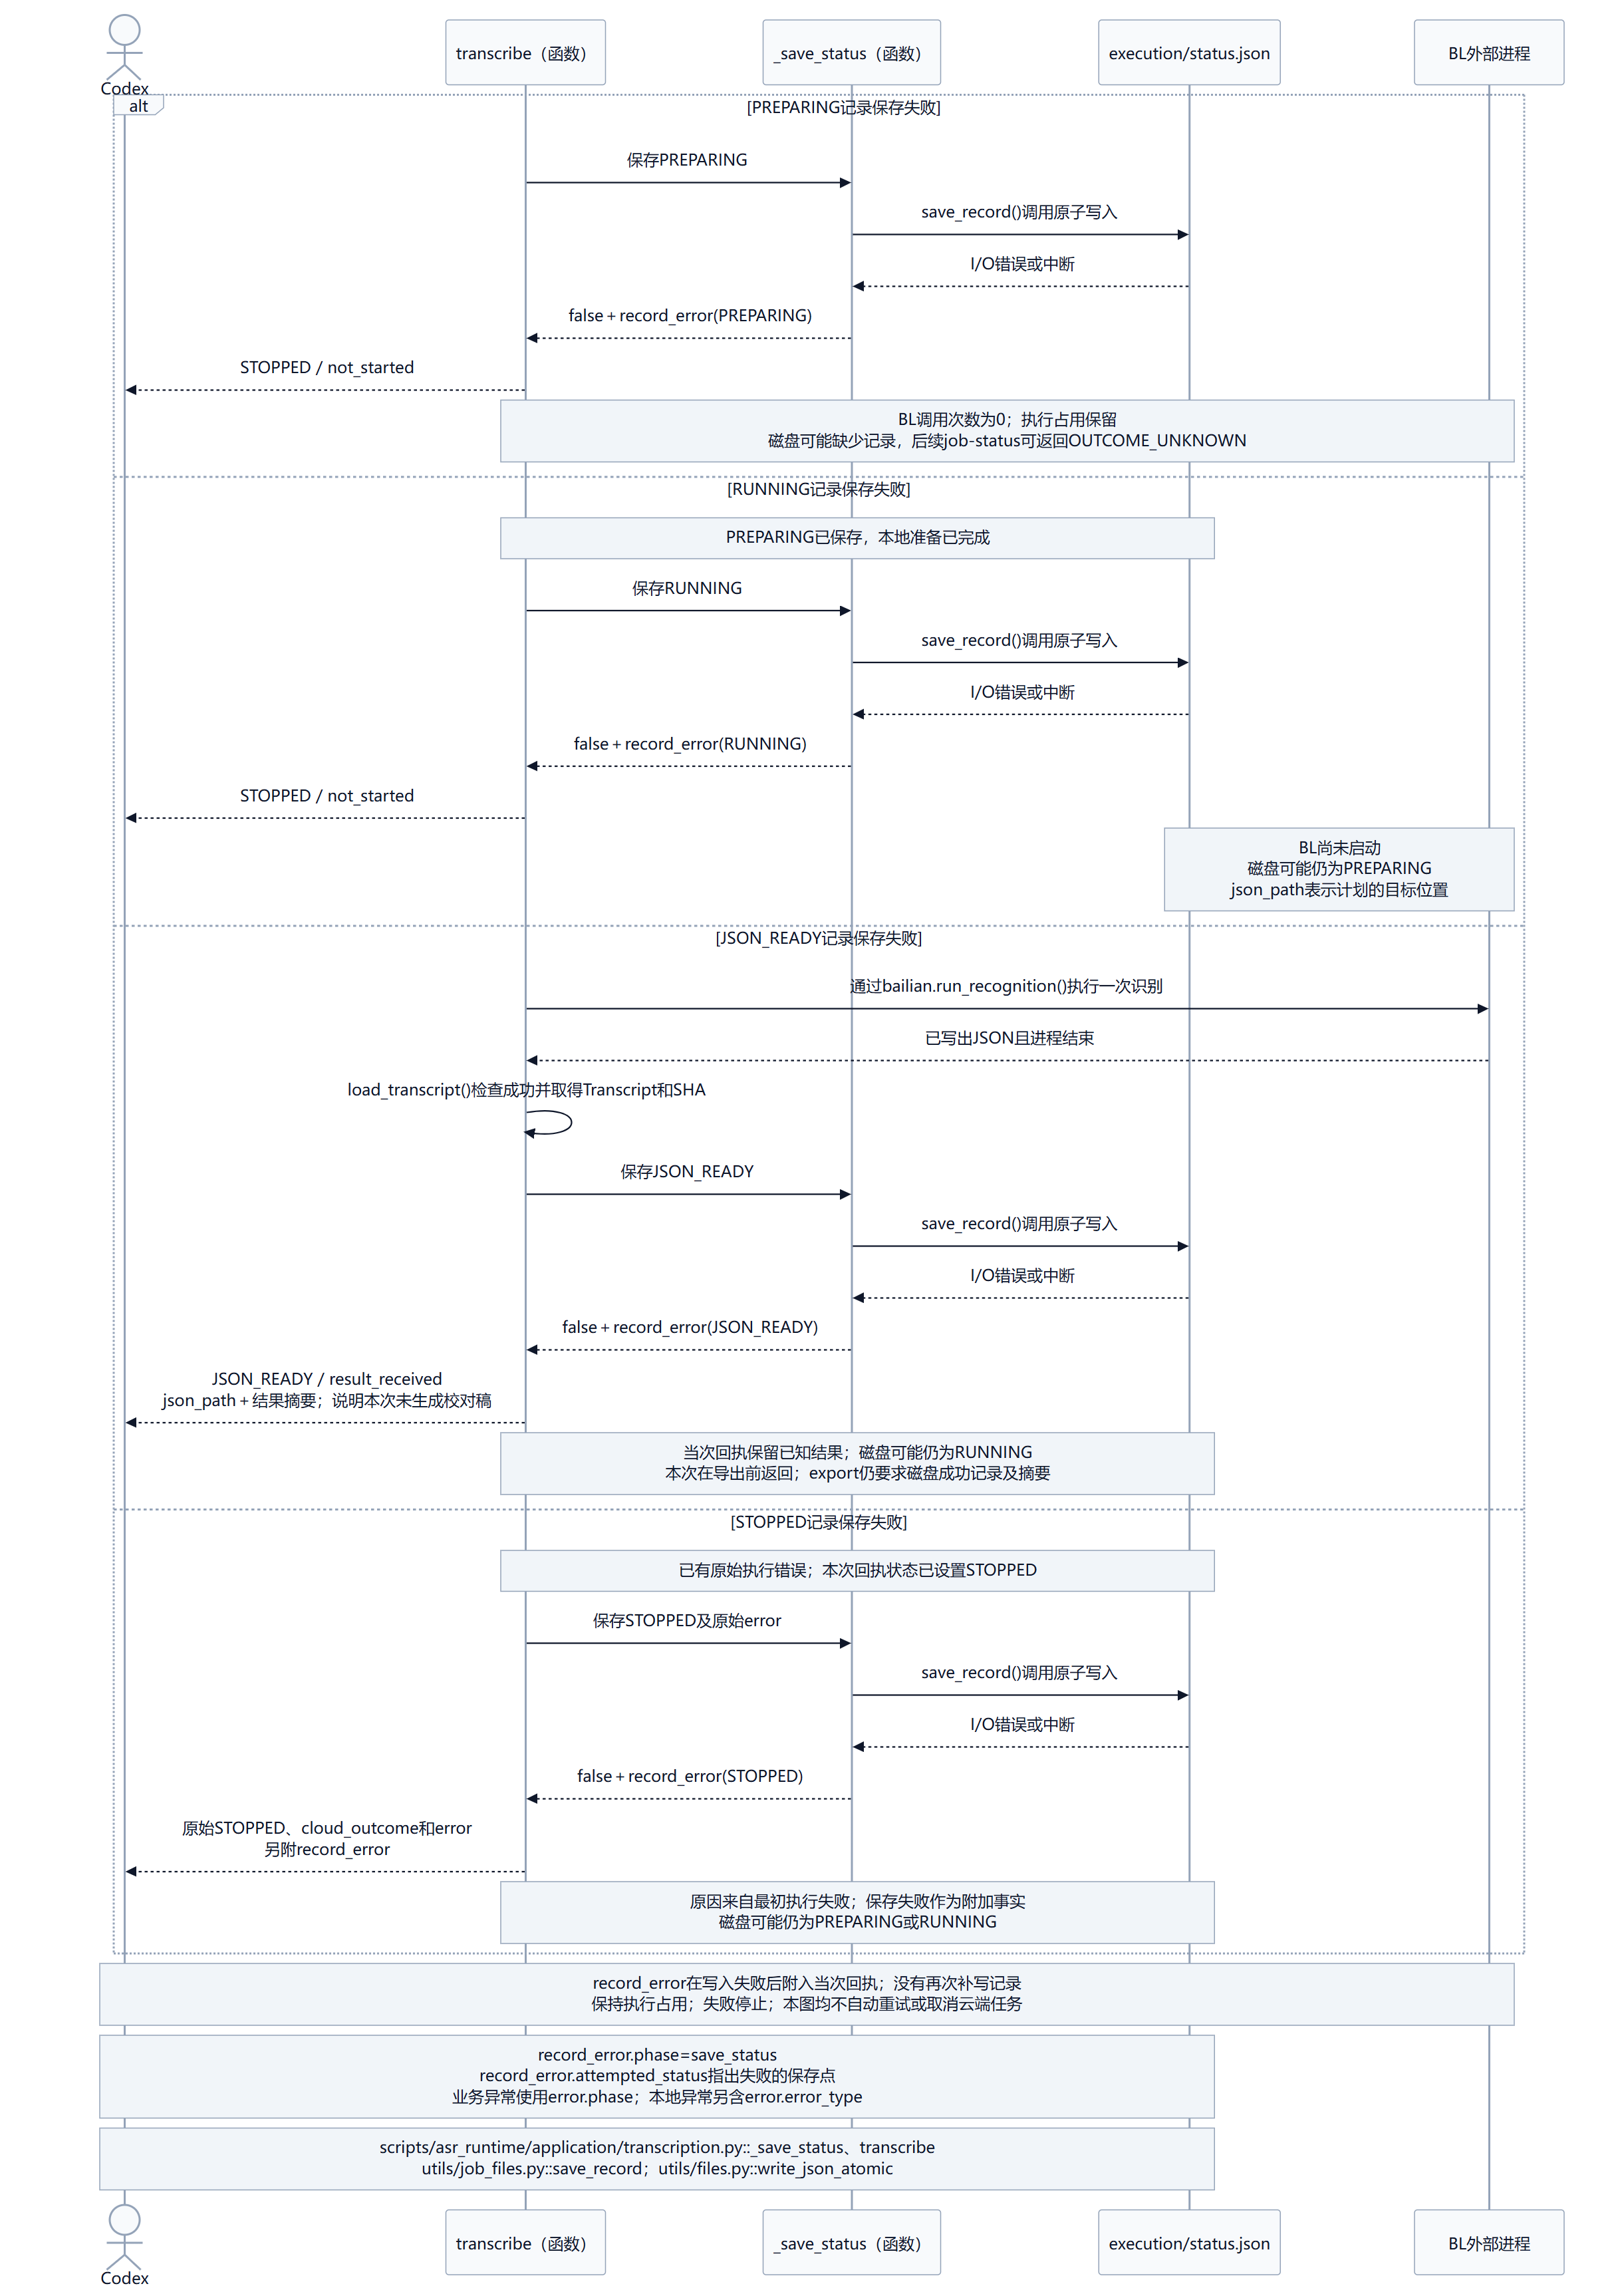 Codex
transcribe（函数）
_save_status（函数）
execution/status.json
BL外部进程
alt
[PREPARING记录保存失败]
保存PREPARING
save_record()调用原子写入
I/O错误或中断
false + record_error(PREPARING)
STOPPED / not_started
BL调用次数为0；执行占用保留
磁盘可能缺少记录，后续job-status可返回OUTCOME_UNKNOWN
[RUNNING记录保存失败]
PREPARING已保存，本地准备已完成
保存RUNNING
save_record()调用原子写入
I/O错误或中断
false + record_error(RUNNING)
STOPPED / not_started
BL尚未启动
磁盘可能仍为PREPARING
json_path表示计划的目标位置
[JSON_READY记录保存失败]
通过bailian.run_recognition()执行一次识别
已写出JSON且进程结束
load_transcript()检查成功并取得Transcript和SHA
保存JSON_READY
save_record()调用原子写入
I/O错误或中断
false + record_error(JSON_READY)
JSON_READY / result_received
json_path + 结果摘要；说明本次未生成校对稿
当次回执保留已知结果；磁盘可能仍为RUNNING
本次在导出前返回；export仍要求磁盘成功记录及摘要
[STOPPED记录保存失败]
已有原始执行错误；本次回执状态已设置STOPPED
保存STOPPED及原始error
save_record()调用原子写入
I/O错误或中断
false + record_error(STOPPED)
原始STOPPED、cloud_outcome和error
另附record_error
原因来自最初执行失败；保存失败作为附加事实
磁盘可能仍为PREPARING或RUNNING
record_error在写入失败后附入当次回执；没有再次补写记录
保持执行占用；失败停止；本图均不自动重试或取消云端任务
record_error.phase=save_status
record_error.attempted_status指出失败的保存点
业务异常使用error.phase；本地异常另含error.error_type
scripts/asr_runtime/application/transcription.py::_save_status、transcribe
utils/job_files.py::save_record；utils/files.py::write_json_atomic
Codex
transcribe（函数）
_save_status（函数）
execution/status.json
BL外部进程